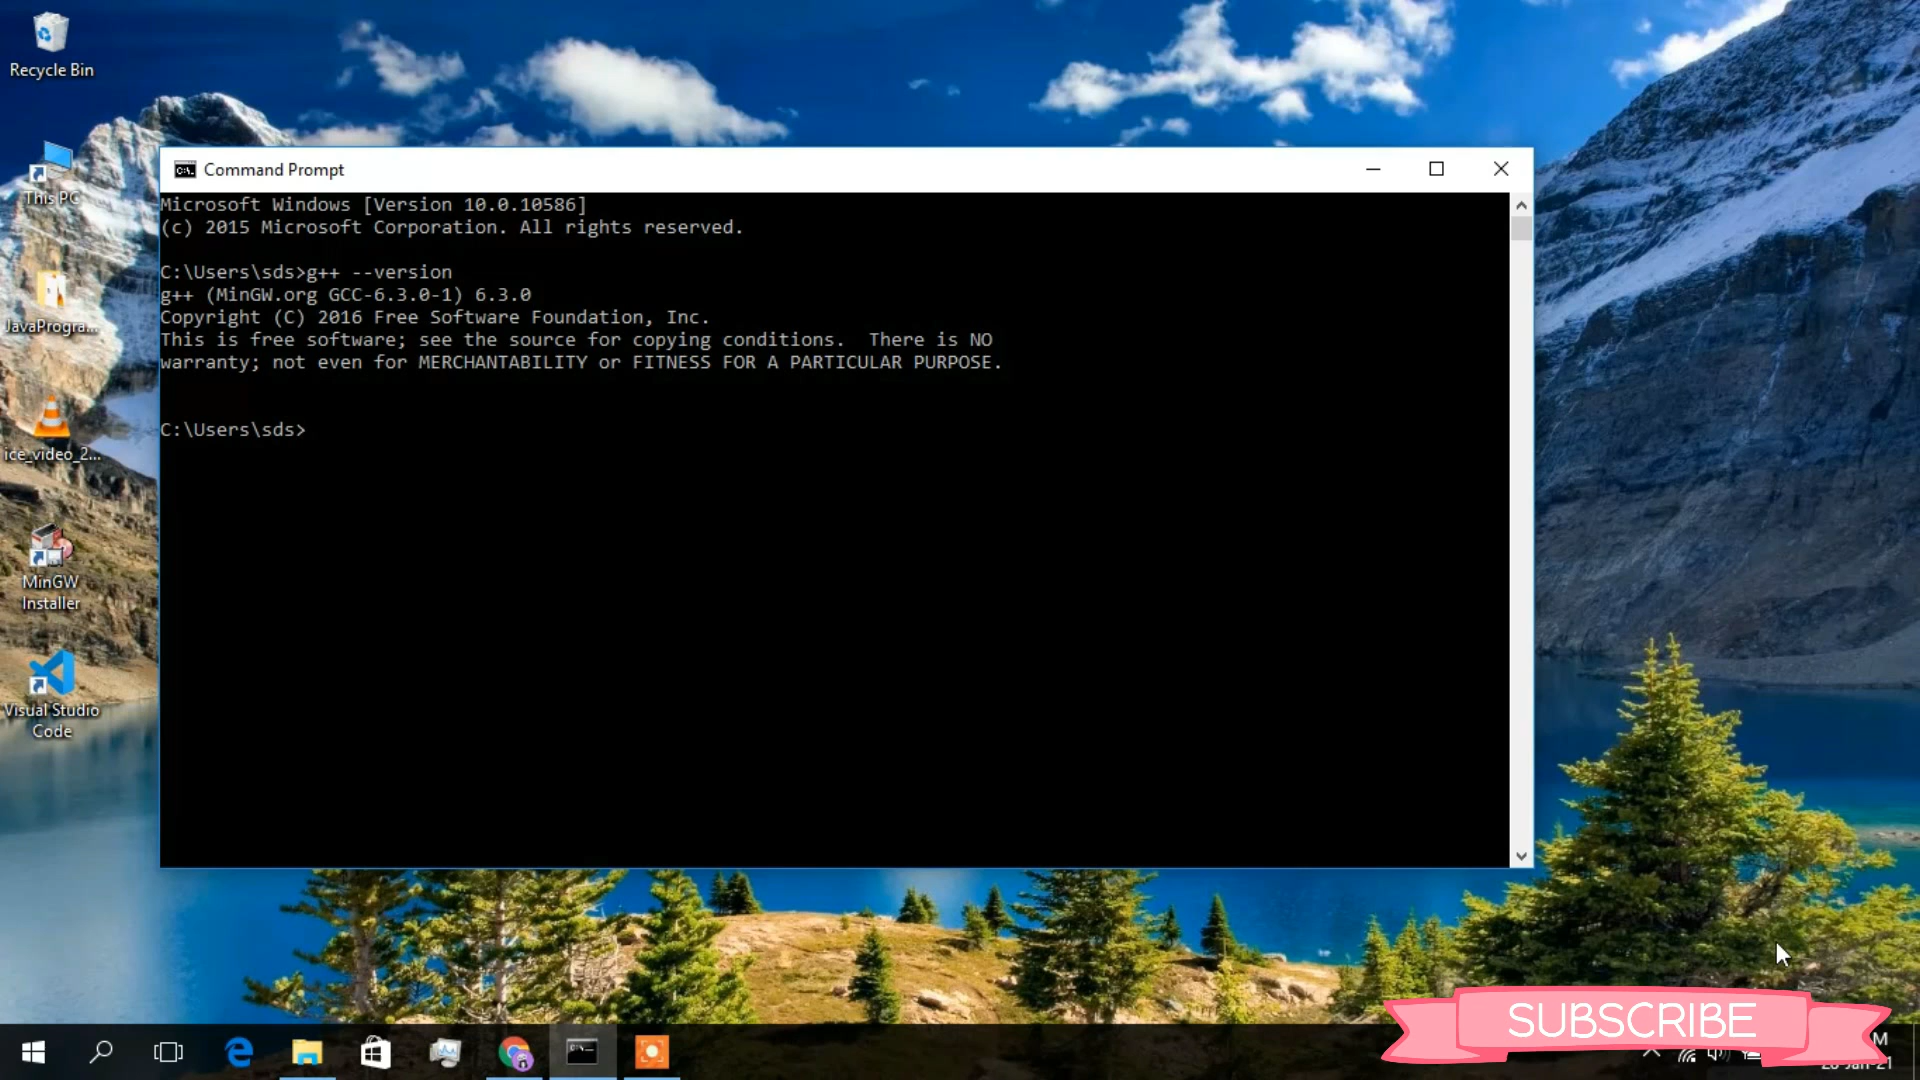 Recycle Bin
This PC
JavaProgra...
ice_video_2...
MinGW
Installer
Visual Studio
Code
Command Prompt
Microsoft Windows [Version 10.0.10586]
(c) 2015 Microsoft Corporation. All rights reserved.
C:\Users\sds>g++ --version
g++ (MinGW.org GCC-6.3.0-1) 6.3.0
Copyright (C) 2016 Free Software Foundation, Inc.
This is free software; see the source for copying conditions.  There is NO
warranty; not even for MERCHANTABILITY or FITNESS FOR A PARTICULAR PURPOSE.
C:\Users\sds>
SUBSCRIBE